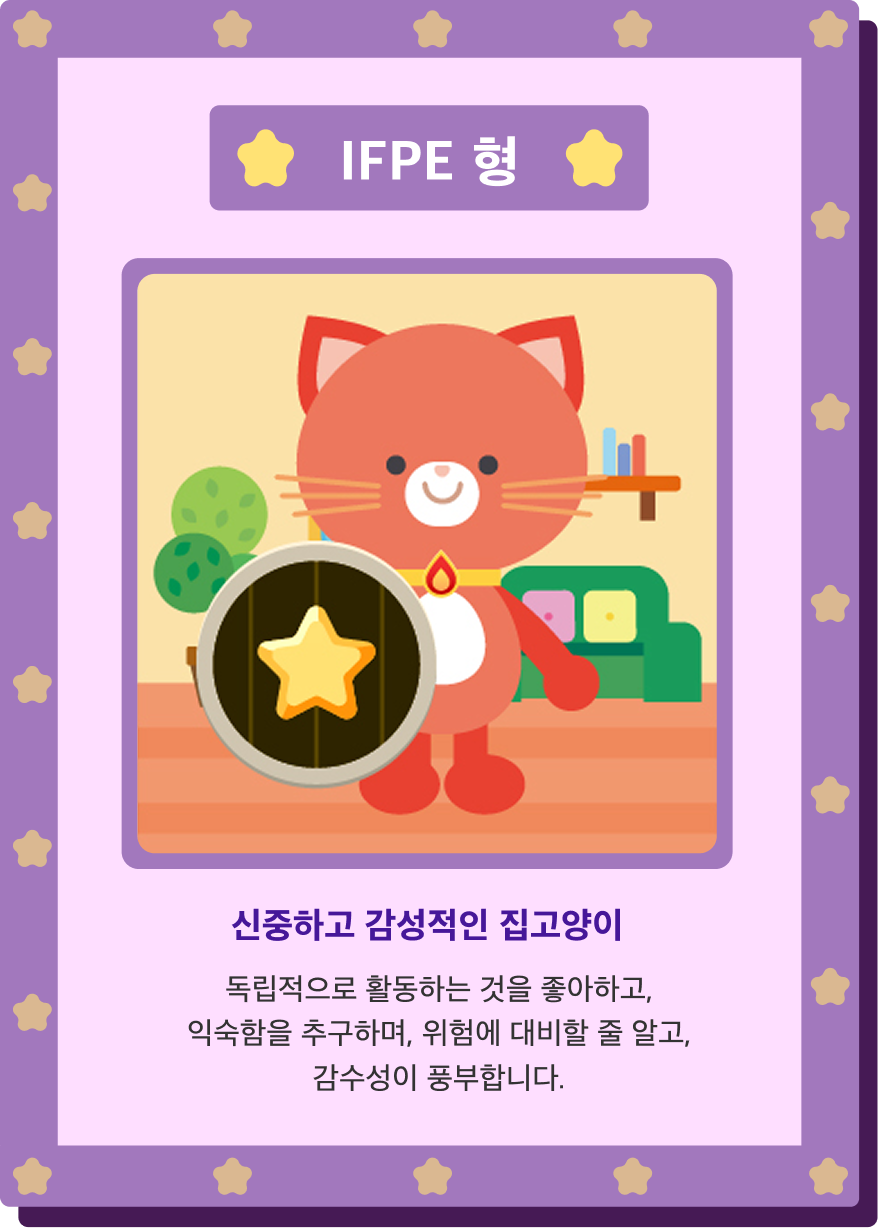 IFPE 형
신중하고 감성적인 집고양이
독립적으로 활동하는 것을 좋아하고,
익숙함을 추구하며, 위험에 대비할 줄 알고,
감수성이 풍부합니다.